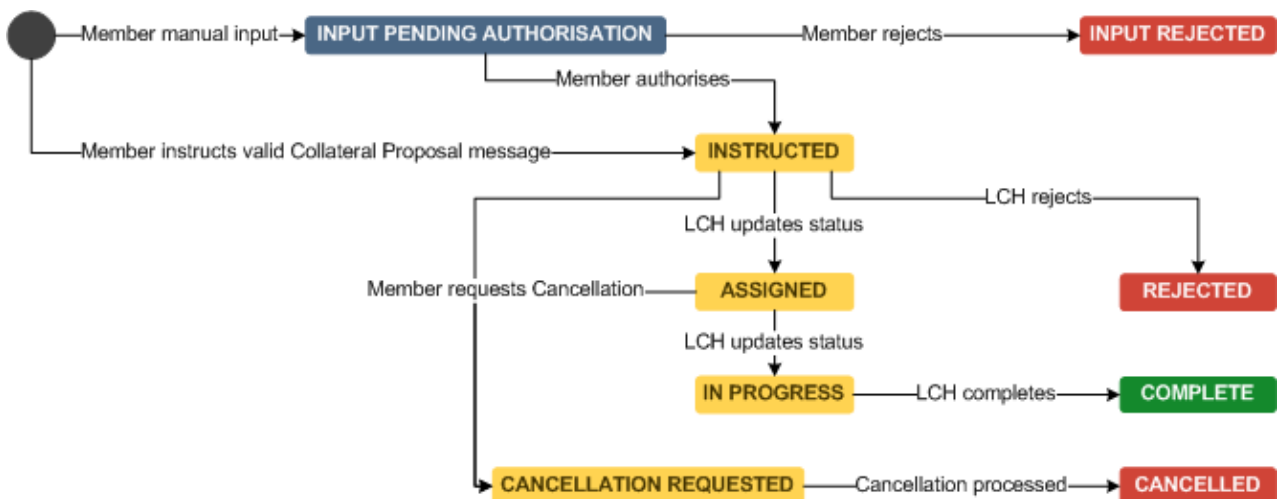 Member manual input
INPUT PENDING AUTHORISATION
Member rejects
INPUT REJECTED
Member authorises
Member instructs valid Collateral Proposal message
INSTRUCTED
LCH rejects
LCH updates status
Member requests Cancellation
ASSIGNED
REJECTED
LCH updates status
IN PROGRESS
LCH completes
COMPLETE
CANCELLATION REQUESTED
Cancellation processed
CANCELLED